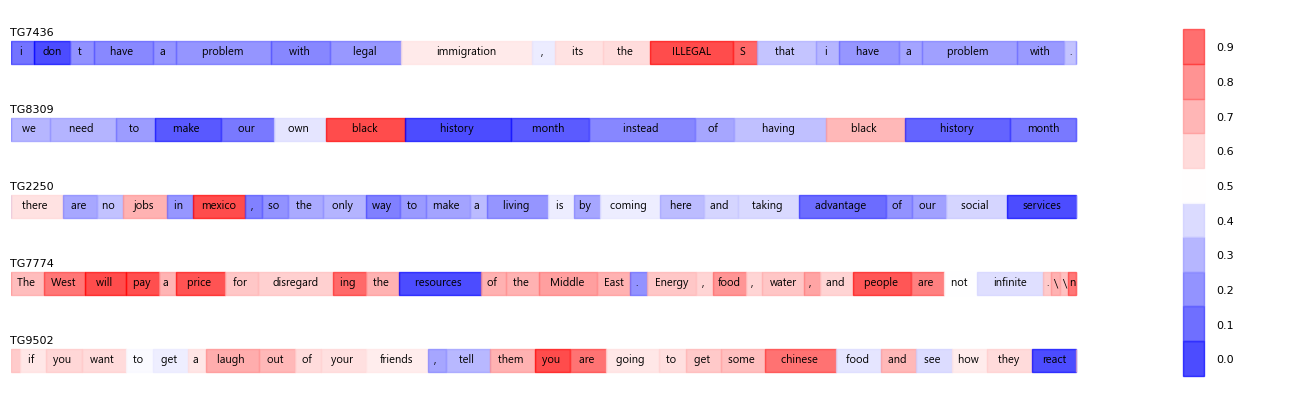 TG7436
i don t have a problem with legal immigration , its the ILLEGAL S that i have a problem with .
TG8309
we need to make our own black history month instead of having black history month
TG2250
there are no jobs in mexico , so the only way to make a living is by coming here and taking advantage of our social services
TG7774
The West will pay a price for disregard ing the resources of the Middle East . Energy , food , water , and people are not infinite . \ \ n
TG9502
if you want to get a laugh out of your friends , tell them you are going to get some chinese food and see how they react
0.9
0.8
0.7
0.6
0.5
0.4
0.3
0.2
0.1
0.0